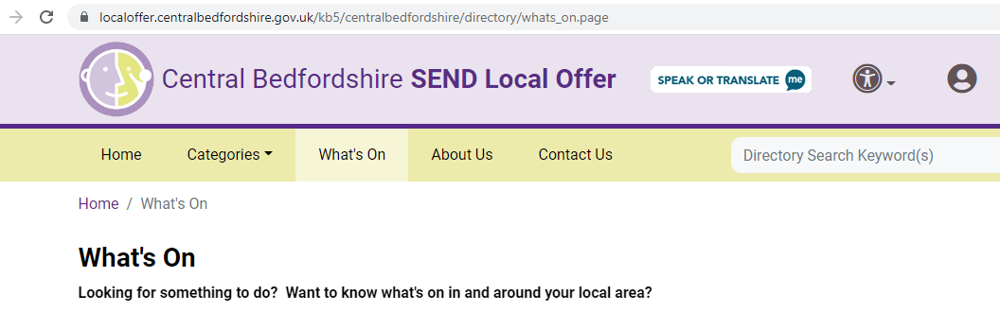 localoffer.centralbedfordshire.gov.uk/kb5/centralbedfordshire/directory/whats_on.page
Central Bedfordshire SEND Local Offer
SPEAK OR TRANSLATE me
Home Categories What's On About Us Contact Us Directory Search Keyword(s)
Home / What's On
What's On
Looking for something to do?  Want to know what's on in and around your local area?